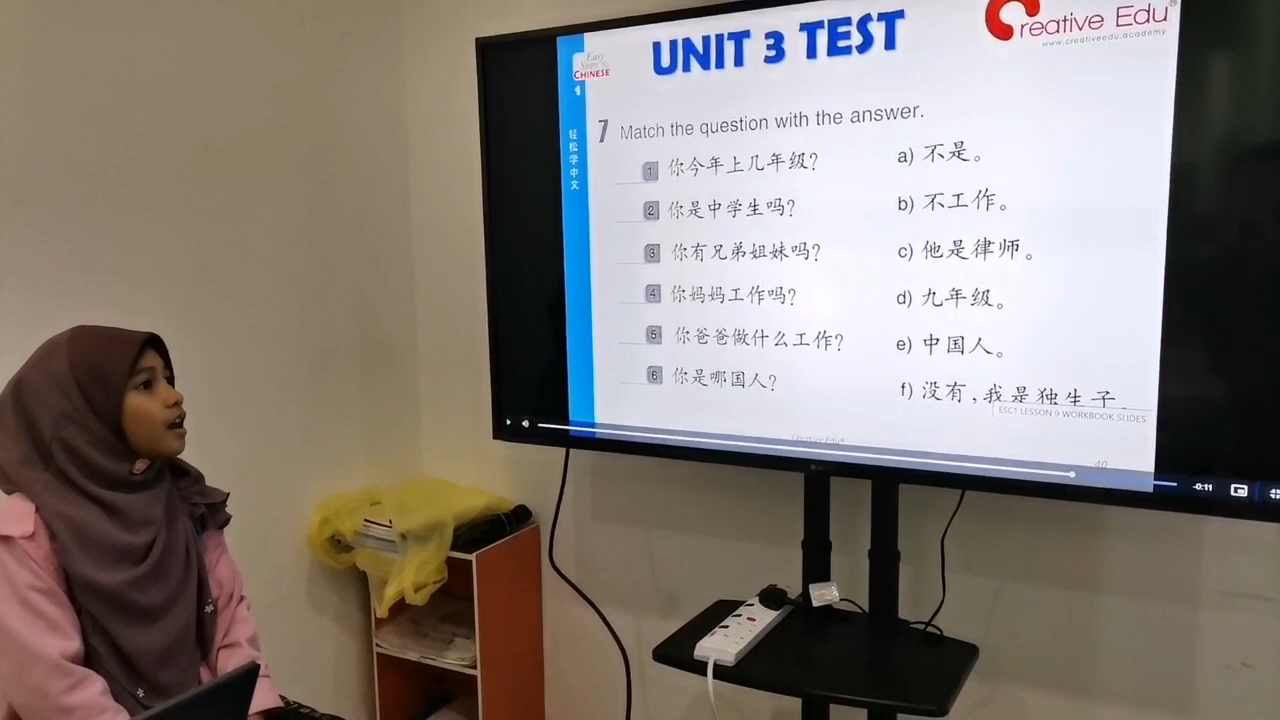 UNIT 3 TEST
Creative Edu®
www.creativeedu.academy
Easy Steps to CHINESE
1
轻松学中文
7 Match the question with the answer.
1 你今年上几年级? a) 不是。
2 你是中学生吗? b) 不工作。
3 你有兄弟姐妹吗? c) 他是律师。
4 你妈妈工作吗? d) 九年级。
5 你爸爸做什么工作? e) 中国人。
6 你是哪国人? f) 没有,我是独生子
ESC1 LESSON 9 WORKBOOK SLIDES
Creative Edu®
40
-0:11